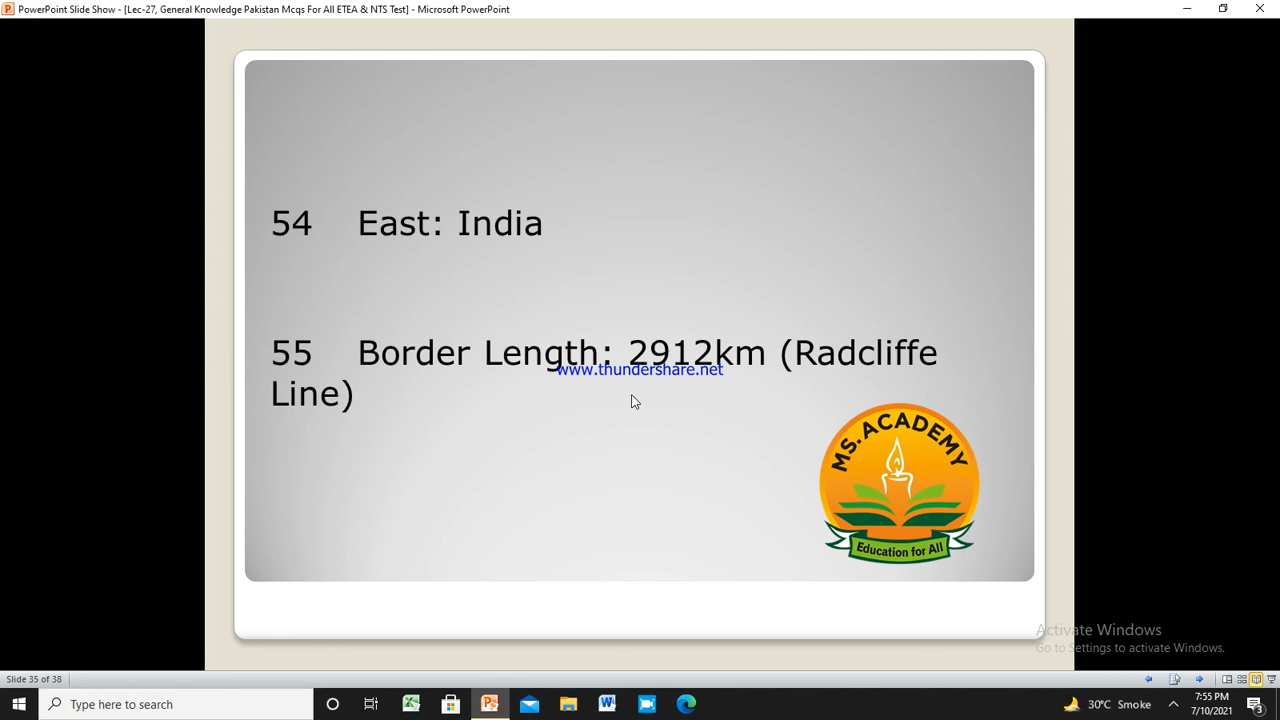 PowerPoint Slide Show - [Lec-27, General Knowledge Pakistan Mcqs For All ETEA & NTS Test] - Microsoft PowerPoint
54 East: India
55 Border Length: 2912km (Radcliffe
Line)
www.thundershare.net
MS.ACADEMY
Education for All
Activate Windows
Go to Settings to activate Windows.
Slide 35 of 38
Type here to search
30°C Smoke
7:55 PM
7/10/2021
3